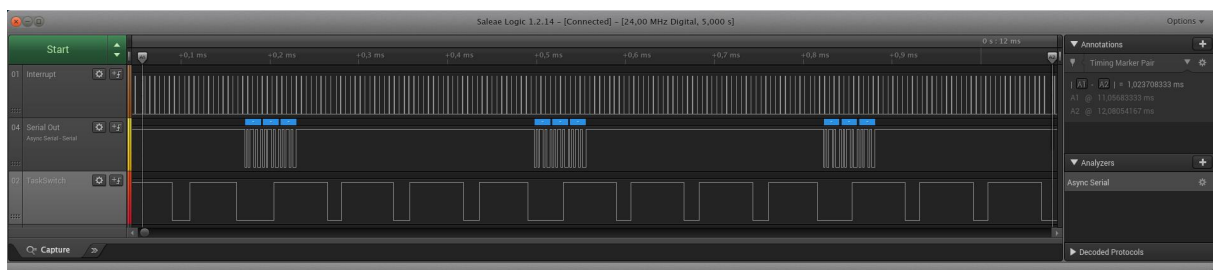 Saleae Logic 1.2.14 - [Connected] - [24,00 MHz Digital, 5,000 s]
Options
Start
0 s : 12 ms
+0,1 ms +0,2 ms +0,3 ms +0,4 ms +0,5 ms +0,6 ms +0,7 ms +0,8 ms +0,9 ms
01 Interrupt
04 Serial Out
Async Serial - Serial
TaskSwitch
Capture
Annotations
Timing Marker Pair
| A1 - A2 | = 1,023708333 ms
A1 @ 11,05683333 ms
A2 @ 12,08054167 ms
Analyzers
Async Serial
Decoded Protocols